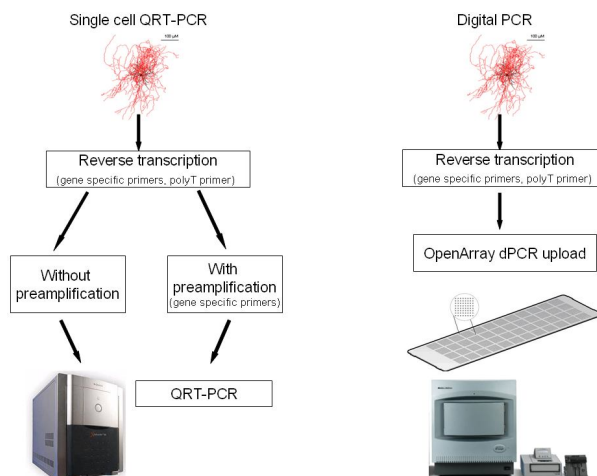 Single cell QRT-PCR
100 µM
Reverse transcription
(gene specific primers, polyT primer)
Without
preamplification
With
preamplification
(gene specific primers)
QRT-PCR
Digital PCR
100 µM
Reverse transcription
(gene specific primers, polyT primer)
OpenArray dPCR upload